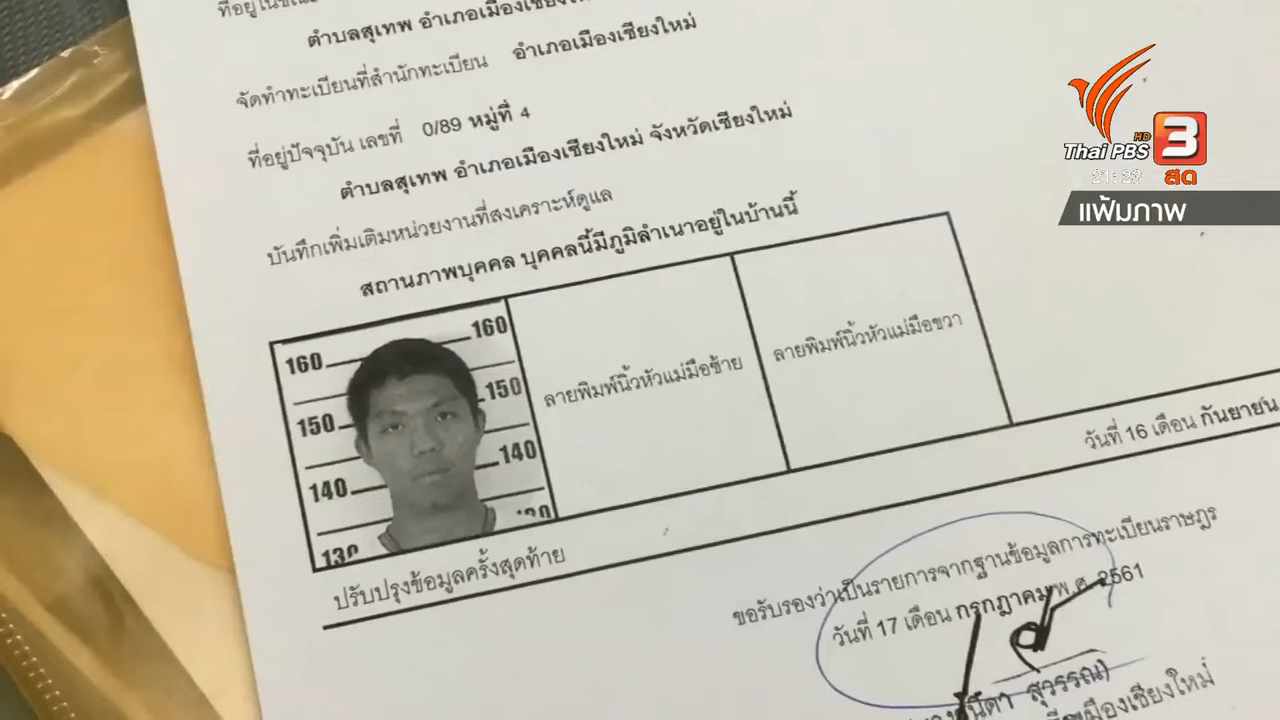 ที่อยู่
ตำบลสุเทพ อำเภอเมืองเชียงใหม่
จัดทำทะเบียนที่สำนักทะเบียน อำเภอเมืองเชียงใหม่
ที่อยู่ปัจจุบัน เลขที่ 0/89 หมู่ที่ 4
ตำบลสุเทพ อำเภอเมืองเชียงใหม่ จังหวัดเชียงใหม่
บันทึกเพิ่มเติมหน่วยงานที่สงเคราะห์ดูแล
สถานภาพบุคคล บุคคลนี้มีภูมิลำเนาอยู่ในบ้านนี้
160 160
150 150
140 140
130
ลายพิมพ์นิ้วหัวแม่มือซ้าย
ลายพิมพ์นิ้วหัวแม่มือขวา
วันที่ 16 เดือน กันยายน
ปรับปรุงข้อมูลครั้งสุดท้าย
ขอรับรองว่าเป็นรายการจากฐานข้อมูลการทะเบียนราษฎร
วันที่ 17 เดือน กรกฎาคม พ.ศ. 2561
สุวรรณ)
เมืองเชียงใหม่
HD
Thai PBS 3
21:23 สด
แฟ้มภาพ